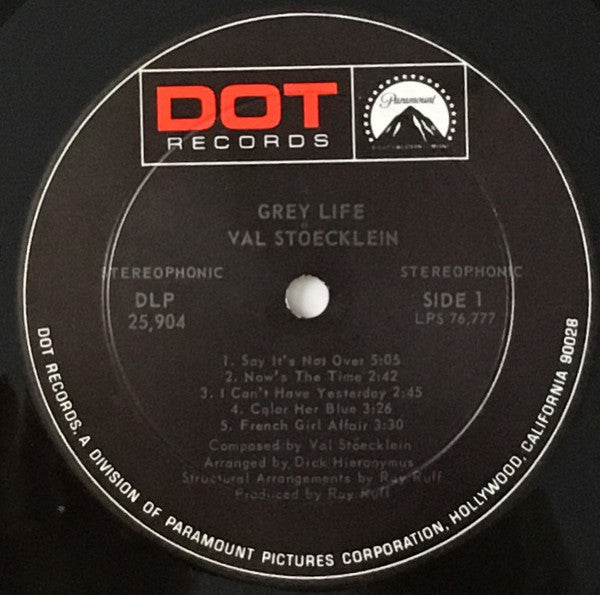 DOT
RECORDS
Paramount
GREY LIFE
VAL STOECKLEIN
STEREOPHONIC STEREOPHONIC
DLP SIDE 1
25,904 LPS 76,777
1. Say It's Not Over 5:05
2. Now's The Time 2:42
3. I Can't Have Yesterday 2:45
4. Color Her Blue 3:26
5. French Girl Affair 3:30
Composed by Val Stoecklein
Arranged by Dick Hieronymus
Structural Arrangements by Ray Ruff
Produced by Ray Ruff
DOT RECORDS, A DIVISION OF PARAMOUNT PICTURES CORPORATION, HOLLYWOOD, CALIFORNIA 90028